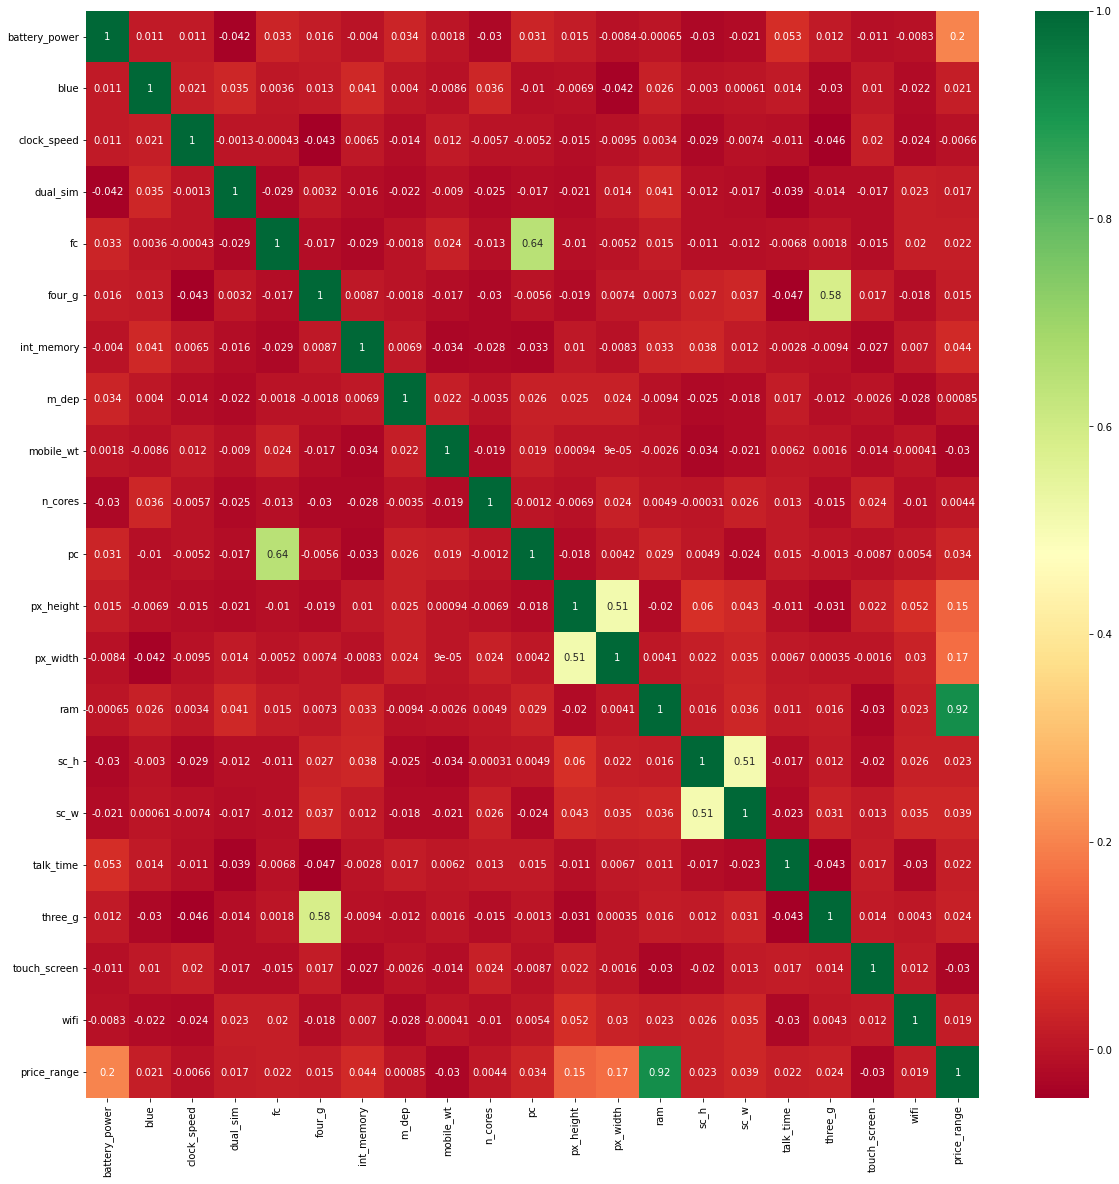 battery_power 1 0.011 0.011 -0.042 0.033 0.016 -0.004 0.034 0.0018 -0.03 0.031 0.015 -0.0084 -0.00065 -0.03 -0.021 0.053 0.012 -0.011 -0.0083 0.2
blue 0.011 1 0.021 0.035 0.0036 0.013 0.041 0.004 -0.0086 0.036 -0.01 -0.0069 -0.042 0.026 -0.003 0.00061 0.014 -0.03 0.01 -0.022 0.021
clock_speed 0.011 0.021 1 -0.0013 -0.00043 -0.043 0.0065 -0.014 0.012 -0.0057 -0.0052 -0.015 -0.0095 0.0034 -0.029 -0.0074 -0.011 -0.046 0.02 -0.024 -0.0066
dual_sim -0.042 0.035 -0.0013 1 -0.029 0.0032 -0.016 -0.022 -0.009 -0.025 -0.017 -0.021 0.014 0.041 -0.012 -0.017 -0.039 -0.014 -0.017 0.023 0.017
fc 0.033 0.0036 -0.00043 -0.029 1 -0.017 -0.029 -0.0018 0.024 -0.013 0.64 -0.01 -0.0052 0.015 -0.011 -0.012 -0.0068 0.0018 -0.015 0.02 0.022
four_g 0.016 0.013 -0.043 0.0032 -0.017 1 0.0087 -0.0018 -0.017 -0.03 -0.0056 -0.019 0.0074 0.0073 0.027 0.037 -0.047 0.58 0.017 -0.018 0.015
int_memory -0.004 0.041 0.0065 -0.016 -0.029 0.0087 1 0.0069 -0.034 -0.028 -0.033 0.01 -0.0083 0.033 0.038 0.012 -0.0028 -0.0094 -0.027 0.007 0.044
m_dep 0.034 0.004 -0.014 -0.022 -0.0018 -0.0018 0.0069 1 0.022 -0.0035 0.026 0.025 0.024 -0.0094 -0.025 -0.018 0.017 -0.012 -0.0026 -0.028 0.00085
mobile_wt 0.0018 -0.0086 0.012 -0.009 0.024 -0.017 -0.034 0.022 1 -0.019 0.019 0.00094 9e-05 -0.0026 -0.034 -0.021 0.0062 0.0016 -0.014 -0.00041 -0.03
n_cores -0.03 0.036 -0.0057 -0.025 -0.013 -0.03 -0.028 -0.0035 -0.019 1 -0.0012 -0.0069 0.024 0.0049 -0.00031 0.026 0.013 -0.015 0.024 -0.01 0.0044
pc 0.031 -0.01 -0.0052 -0.017 0.64 -0.0056 -0.033 0.026 0.019 -0.0012 1 -0.018 0.0042 0.029 0.0049 -0.024 0.015 -0.0013 -0.0087 0.0054 0.034
px_height 0.015 -0.0069 -0.015 -0.021 -0.01 -0.019 0.01 0.025 0.00094 -0.0069 -0.018 1 0.51 -0.02 0.06 0.043 -0.011 -0.031 0.022 0.052 0.15
px_width -0.0084 -0.042 -0.0095 0.014 -0.0052 0.0074 -0.0083 0.024 9e-05 0.024 0.0042 0.51 1 0.0041 0.022 0.035 0.0067 0.00035 -0.0016 0.03 0.17
ram -0.00065 0.026 0.0034 0.041 0.015 0.0073 0.033 -0.0094 -0.0026 0.0049 0.029 -0.02 0.0041 1 0.016 0.036 0.011 0.016 -0.03 0.023 0.92
sc_h -0.03 -0.003 -0.029 -0.012 -0.011 0.027 0.038 -0.025 -0.034 -0.00031 0.0049 0.06 0.022 0.016 1 0.51 -0.017 0.012 -0.02 0.026 0.023
sc_w -0.021 0.00061 -0.0074 -0.017 -0.012 0.037 0.012 -0.018 -0.021 0.026 -0.024 0.043 0.035 0.036 0.51 1 -0.023 0.031 0.013 0.035 0.039
talk_time 0.053 0.014 -0.011 -0.039 -0.0068 -0.047 -0.0028 0.017 0.0062 0.013 0.015 -0.011 0.0067 0.011 -0.017 -0.023 1 -0.043 0.017 -0.03 0.022
three_g 0.012 -0.03 -0.046 -0.014 0.0018 0.58 -0.0094 -0.012 0.0016 -0.015 -0.0013 -0.031 0.00035 0.016 0.012 0.031 -0.043 1 0.014 0.0043 0.024
touch_screen -0.011 0.01 0.02 -0.017 -0.015 0.017 -0.027 -0.0026 -0.014 0.024 -0.0087 0.022 -0.0016 -0.03 -0.02 0.013 0.017 0.014 1 0.012 -0.03
wifi -0.0083 -0.022 -0.024 0.023 0.02 -0.018 0.007 -0.028 -0.00041 -0.01 0.0054 0.052 0.03 0.023 0.026 0.035 -0.03 0.0043 0.012 1 0.019
price_range 0.2 0.021 -0.0066 0.017 0.022 0.015 0.044 0.00085 -0.03 0.0044 0.034 0.15 0.17 0.92 0.023 0.039 0.022 0.024 -0.03 0.019 1
battery_power blue clock_speed dual_sim fc four_g int_memory m_dep mobile_wt n_cores pc px_height px_width ram sc_h sc_w talk_time three_g touch_screen wifi price_range
1.0
0.8
0.6
0.4
0.2
0.0